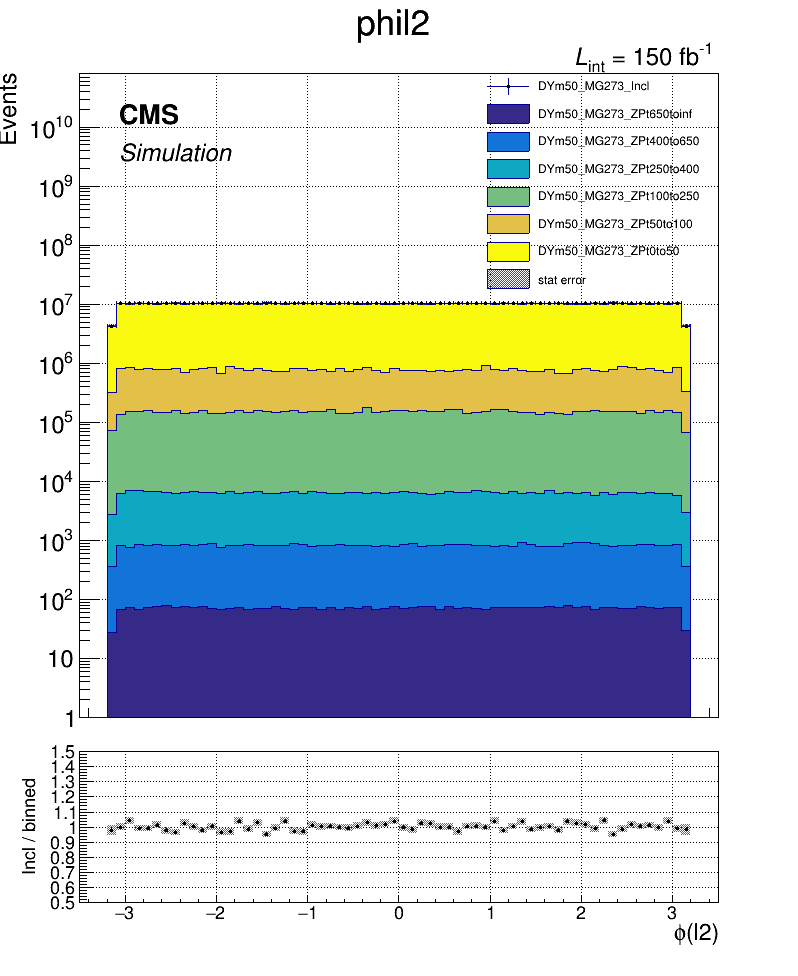 phil2
L_int = 150 fb^-1
Events
CMS
Simulation
DYm50_MG273_Incl
DYm50_MG273_ZPt650toinf
DYm50_MG273_ZPt400to650
DYm50_MG273_ZPt250to400
DYm50_MG273_ZPt100to250
DYm50_MG273_ZPt50to100
DYm50_MG273_ZPt0to50
stat error
10^10
10^9
10^8
10^7
10^6
10^5
10^4
10^3
10^2
10
1
Incl / binned
1.5
1.4
1.3
1.2
1.1
1
0.9
0.8
0.7
0.6
0.5
−3 −2 −1 0 1 2 3
ϕ(l2)